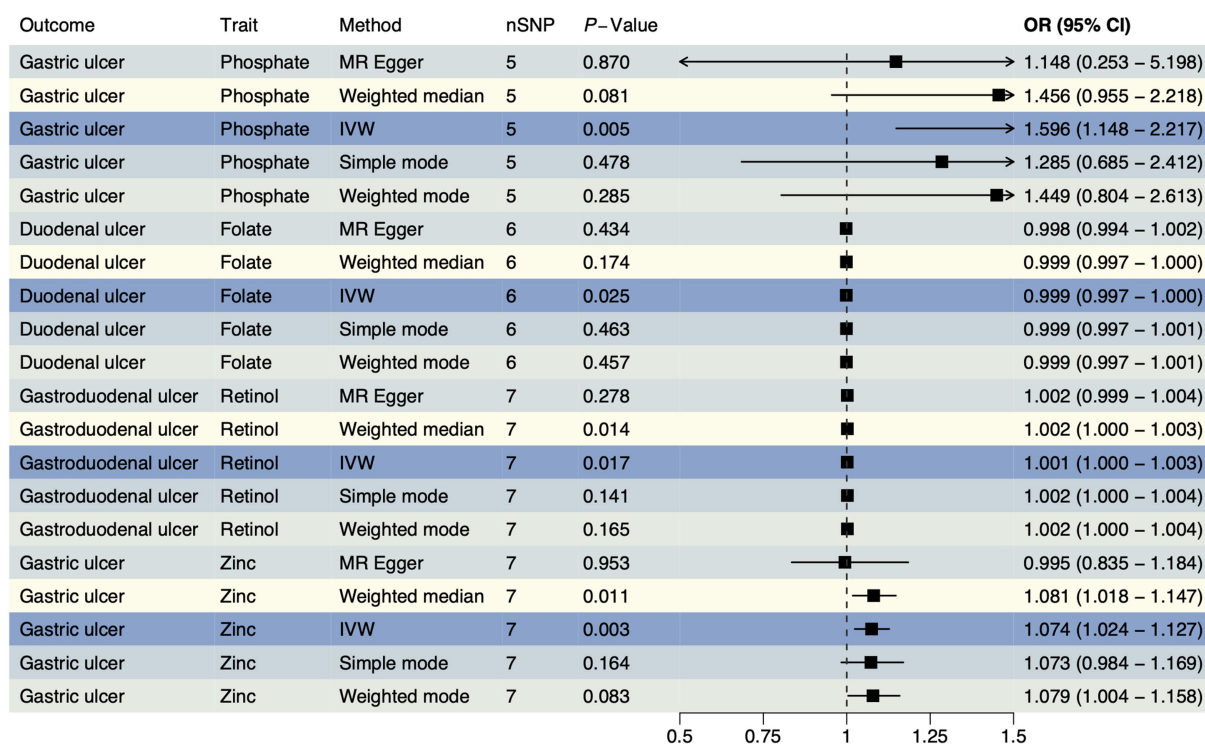 Outcome Trait Method nSNP P–Value OR (95% CI)
Gastric ulcer Phosphate MR Egger 5 0.870 1.148 (0.253 – 5.198)
Gastric ulcer Phosphate Weighted median 5 0.081 1.456 (0.955 – 2.218)
Gastric ulcer Phosphate IVW 5 0.005 1.596 (1.148 – 2.217)
Gastric ulcer Phosphate Simple mode 5 0.478 1.285 (0.685 – 2.412)
Gastric ulcer Phosphate Weighted mode 5 0.285 1.449 (0.804 – 2.613)
Duodenal ulcer Folate MR Egger 6 0.434 0.998 (0.994 – 1.002)
Duodenal ulcer Folate Weighted median 6 0.174 0.999 (0.997 – 1.000)
Duodenal ulcer Folate IVW 6 0.025 0.999 (0.997 – 1.000)
Duodenal ulcer Folate Simple mode 6 0.463 0.999 (0.997 – 1.001)
Duodenal ulcer Folate Weighted mode 6 0.457 0.999 (0.997 – 1.001)
Gastroduodenal ulcer Retinol MR Egger 7 0.278 1.002 (0.999 – 1.004)
Gastroduodenal ulcer Retinol Weighted median 7 0.014 1.002 (1.000 – 1.003)
Gastroduodenal ulcer Retinol IVW 7 0.017 1.001 (1.000 – 1.003)
Gastroduodenal ulcer Retinol Simple mode 7 0.141 1.002 (1.000 – 1.004)
Gastroduodenal ulcer Retinol Weighted mode 7 0.165 1.002 (1.000 – 1.004)
Gastric ulcer Zinc MR Egger 7 0.953 0.995 (0.835 – 1.184)
Gastric ulcer Zinc Weighted median 7 0.011 1.081 (1.018 – 1.147)
Gastric ulcer Zinc IVW 7 0.003 1.074 (1.024 – 1.127)
Gastric ulcer Zinc Simple mode 7 0.164 1.073 (0.984 – 1.169)
Gastric ulcer Zinc Weighted mode 7 0.083 1.079 (1.004 – 1.158)
0.5 0.75 1 1.25 1.5